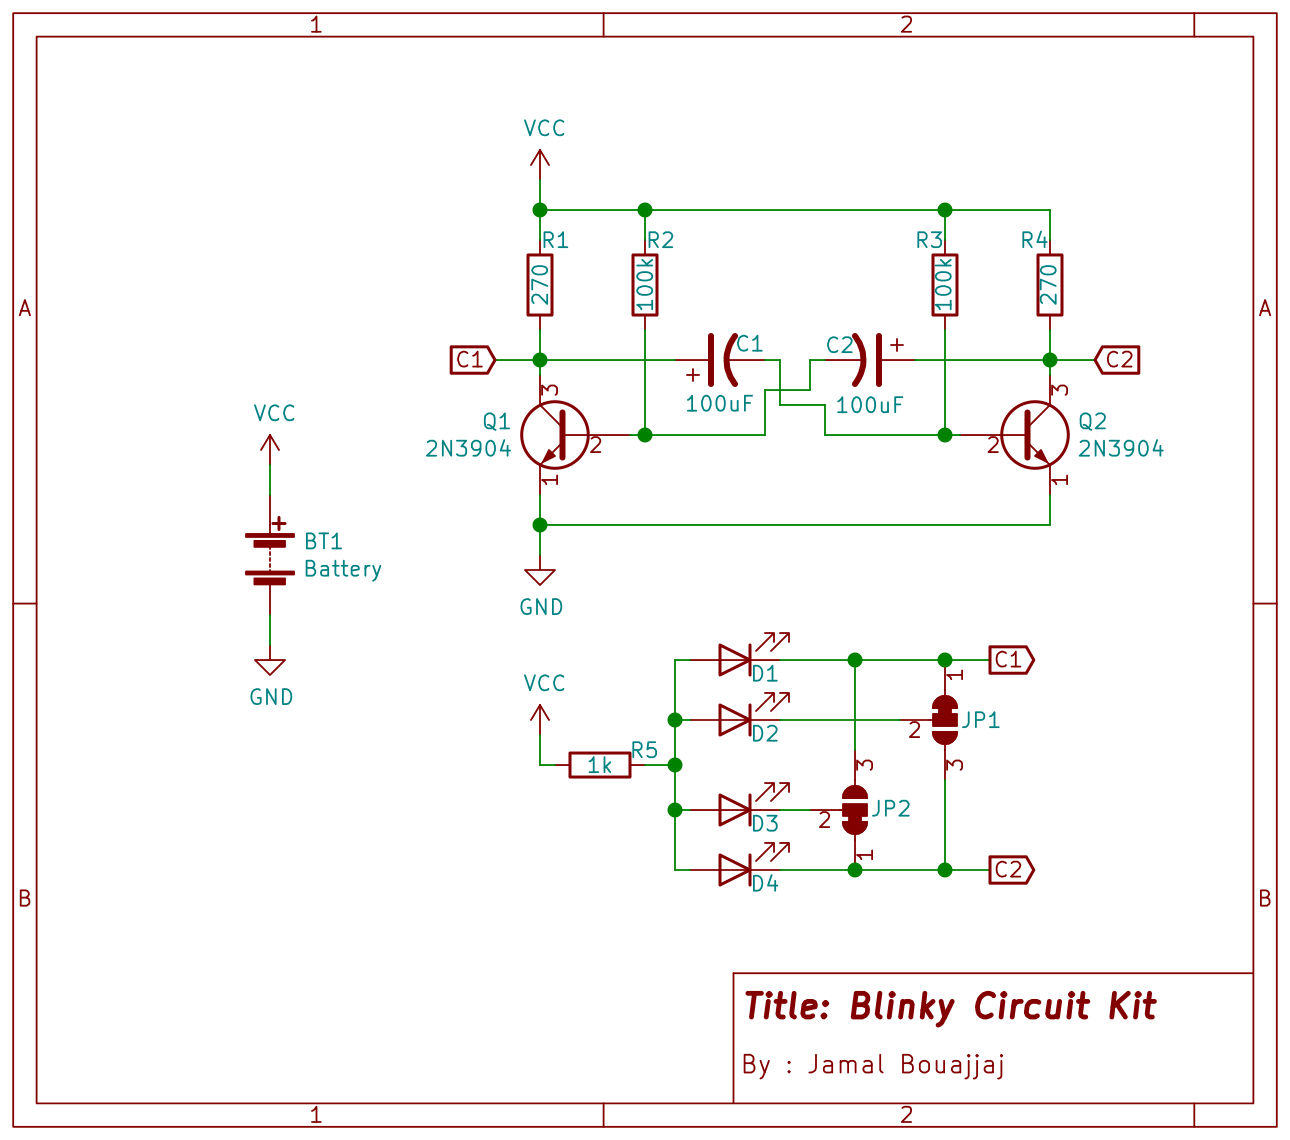 1
2
VCC
R1
R2
R3
R4
270
100k
100k
270
A
A
C1
C1
C2
C2
+
+
100uF
100uF
3
3
VCC
Q1
2N3904
2
2
Q2
2N3904
1
1
+
BT1
Battery
GND
GND
VCC
D1
C1
1
D2
2
JP1
R5
1k
3
3
D3
2
JP2
1
D4
C2
B
B
Title: Blinky Circuit Kit
By : Jamal Bouajjaj
1
2